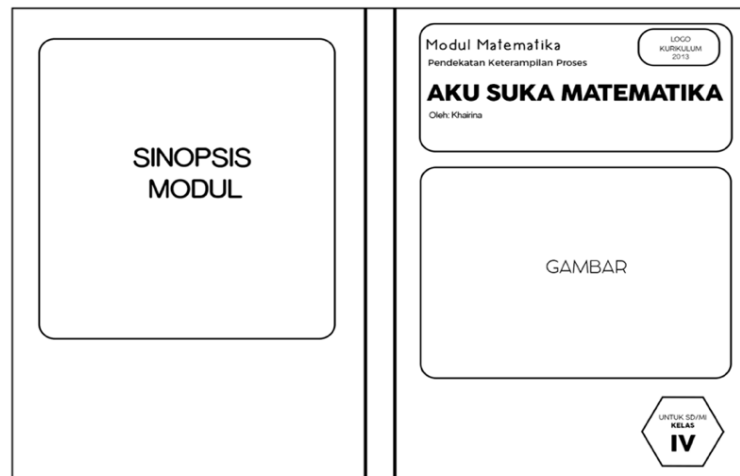 SINOPSIS
MODUL
Modul Matematika
LOGO
KURIKULUM
2013
Pendekatan Keterampilan Proses
AKU SUKA MATEMATIKA
Oleh: Khairina
GAMBAR
UNTUK SD/MI
KELAS
IV